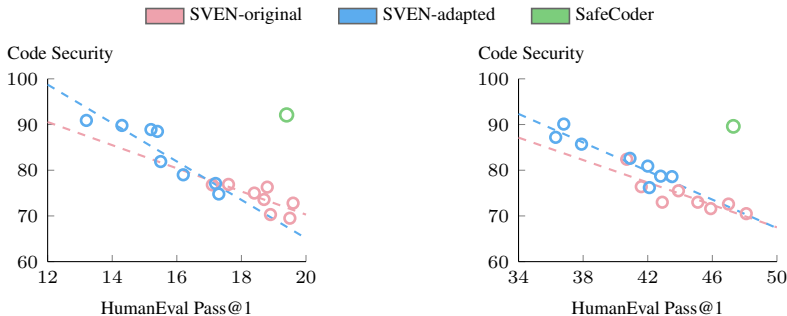 SVEN-original SVEN-adapted SafeCoder
Code Security
100
90
80
70
60
12 14 16 18 20
HumanEval Pass@1
Code Security
100
90
80
70
60
34 38 42 46 50
HumanEval Pass@1